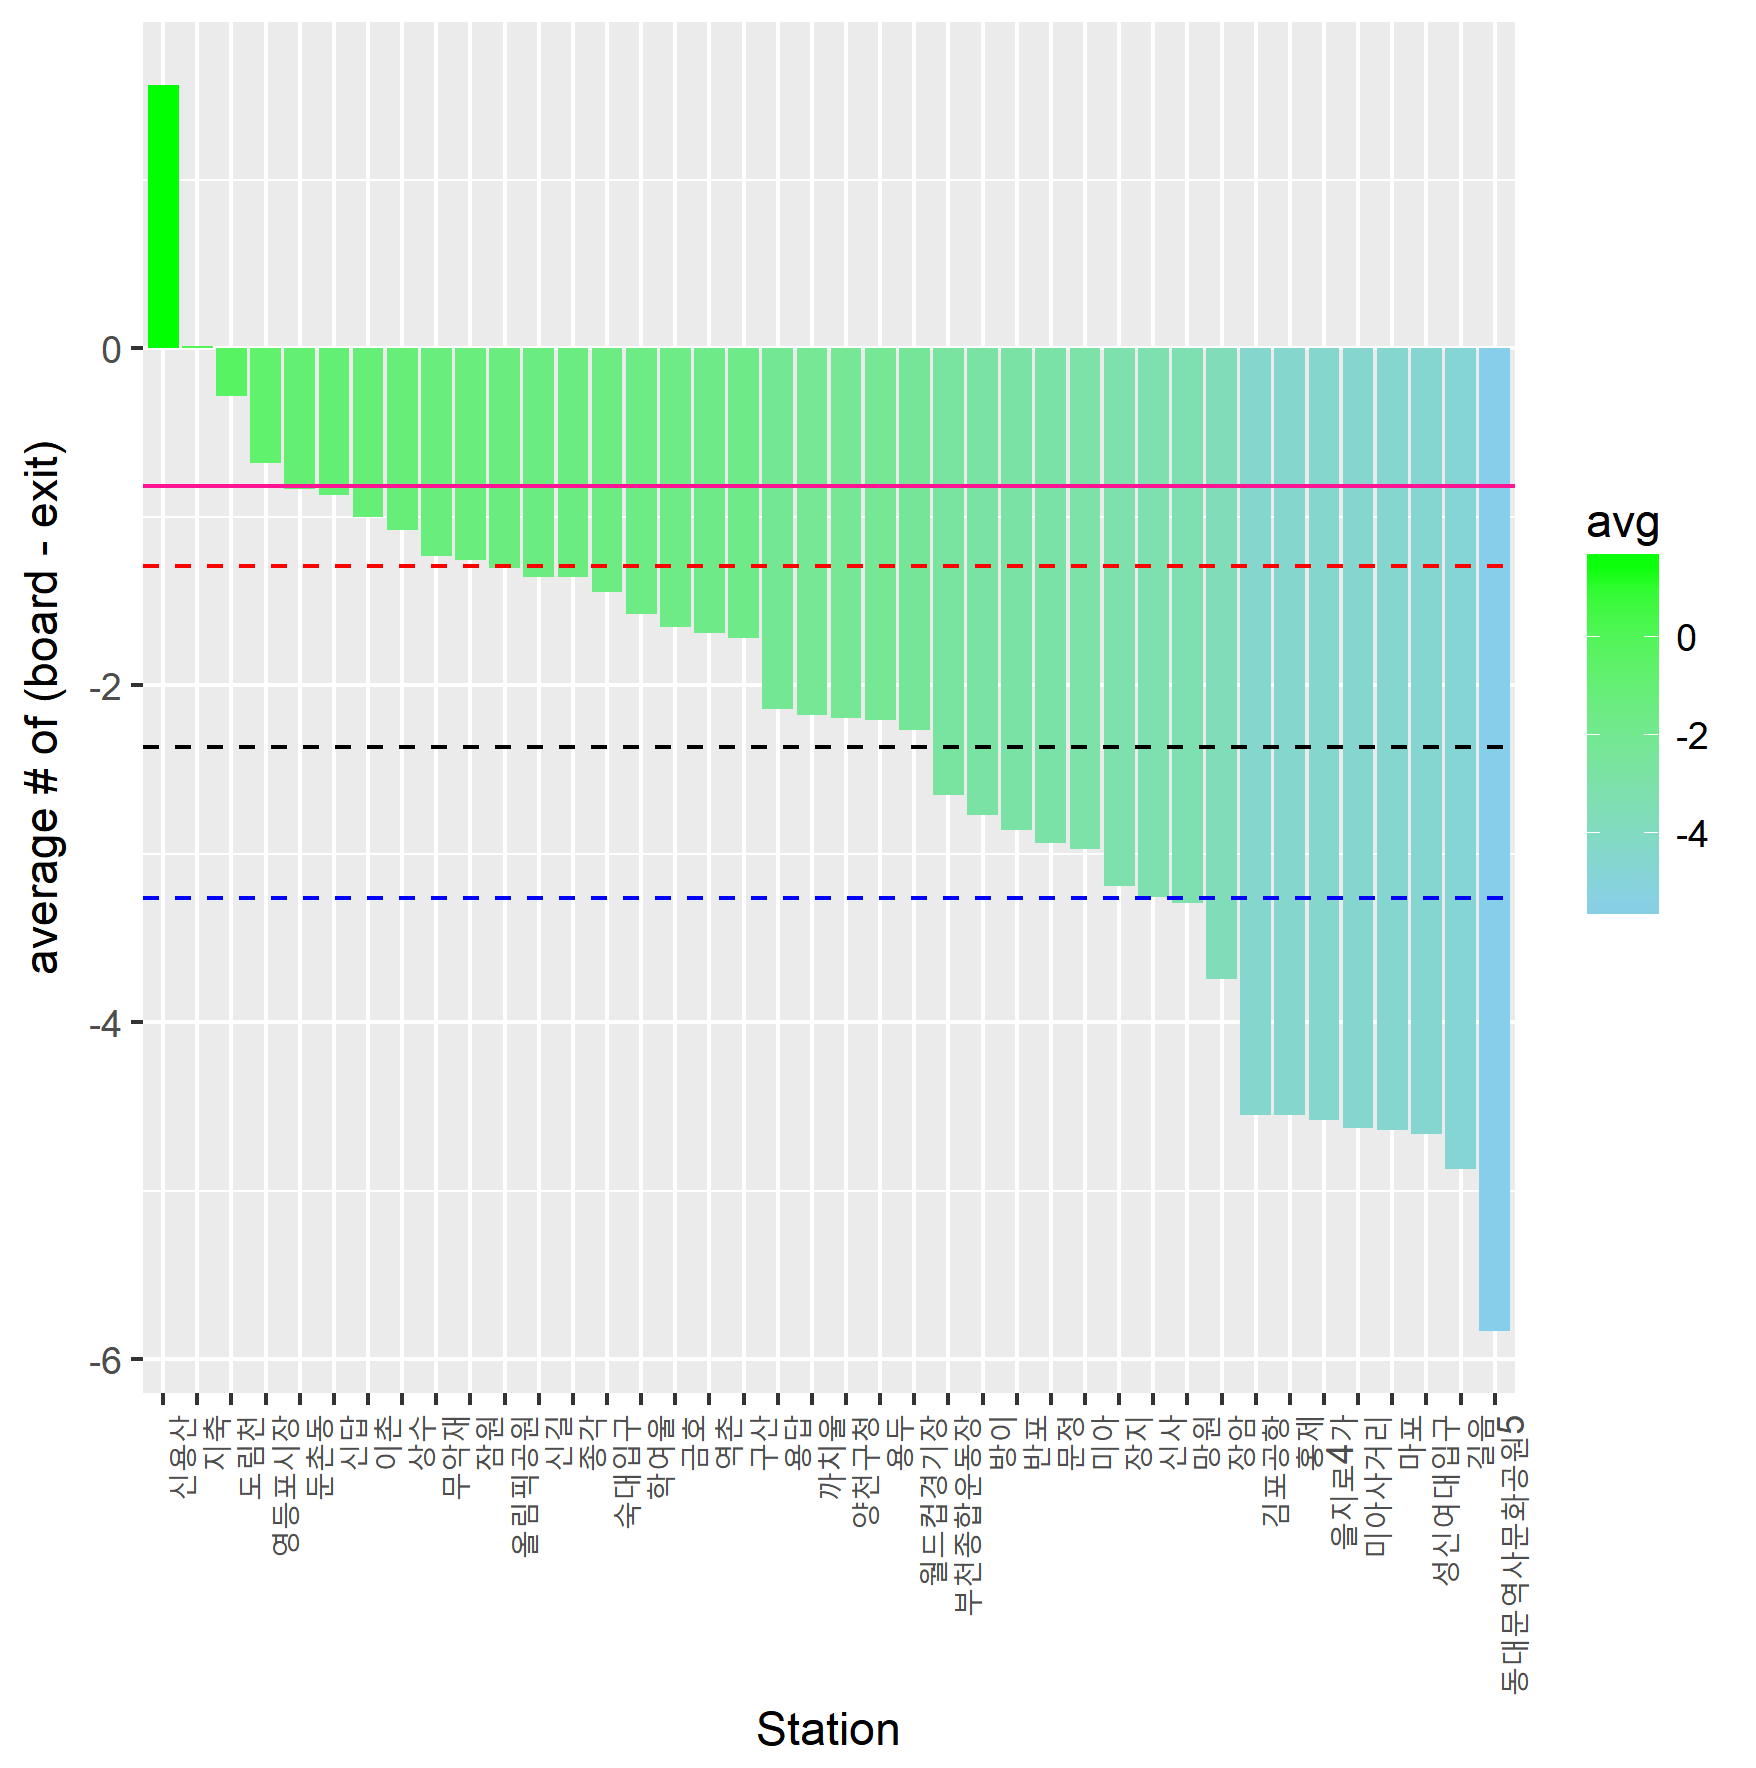 average # of (board - exit)
0
-2
-4
-6
신용산
지축
도림천
영등포시장
둔촌동
신답
이촌
상수
무악재
잠원
올림픽공원
신길
종각
숙대입구
학여울
금호
역촌
구산
용답
까치울
양천구청
용두
월드컵경기장
부천종합운동장
방이
반포
문정
미아
장지
신사
망원
장암
김포공항
홍제
을지로4가
미아사거리
마포
성신여대입구
길음
동대문역사문화공원5
Station
avg
0
-2
-4